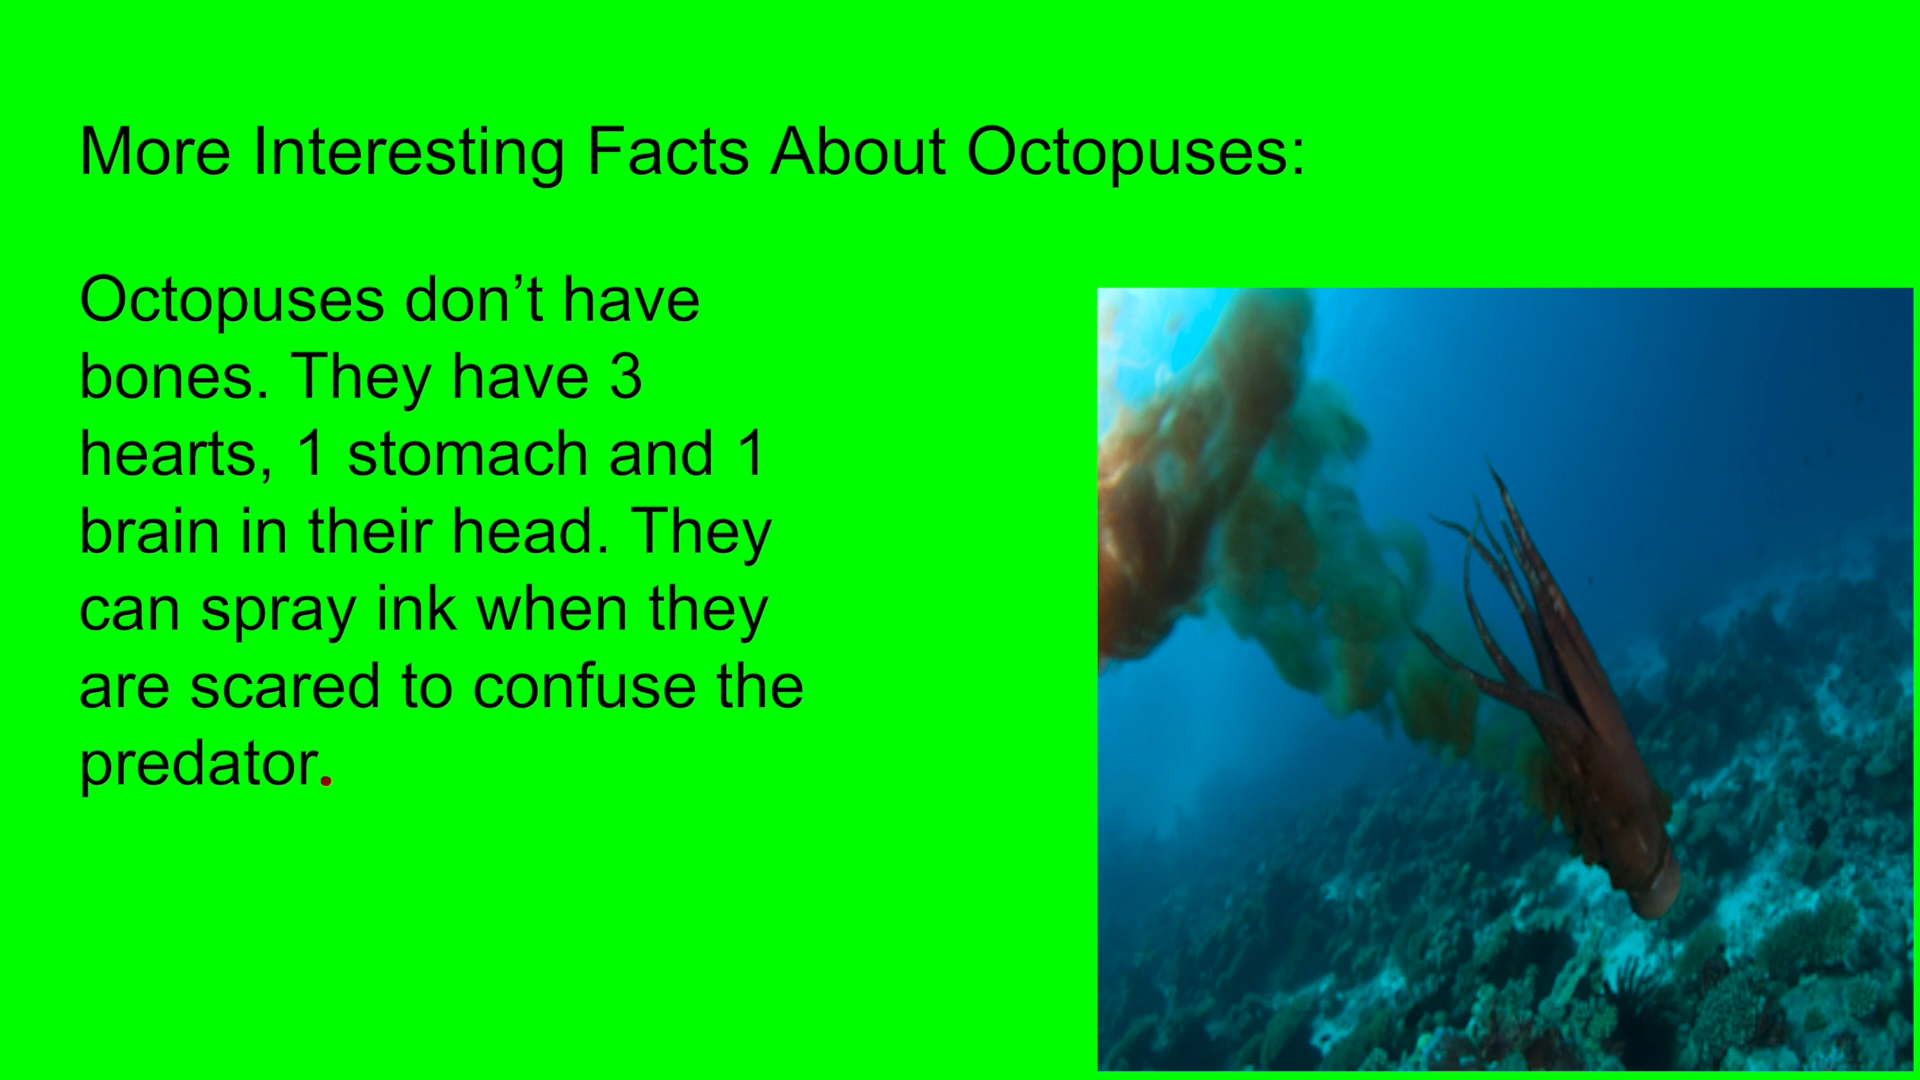 More Interesting Facts About Octopuses:
Octopuses don’t have
bones. They have 3
hearts, 1 stomach and 1
brain in their head. They
can spray ink when they
are scared to confuse the
predator.